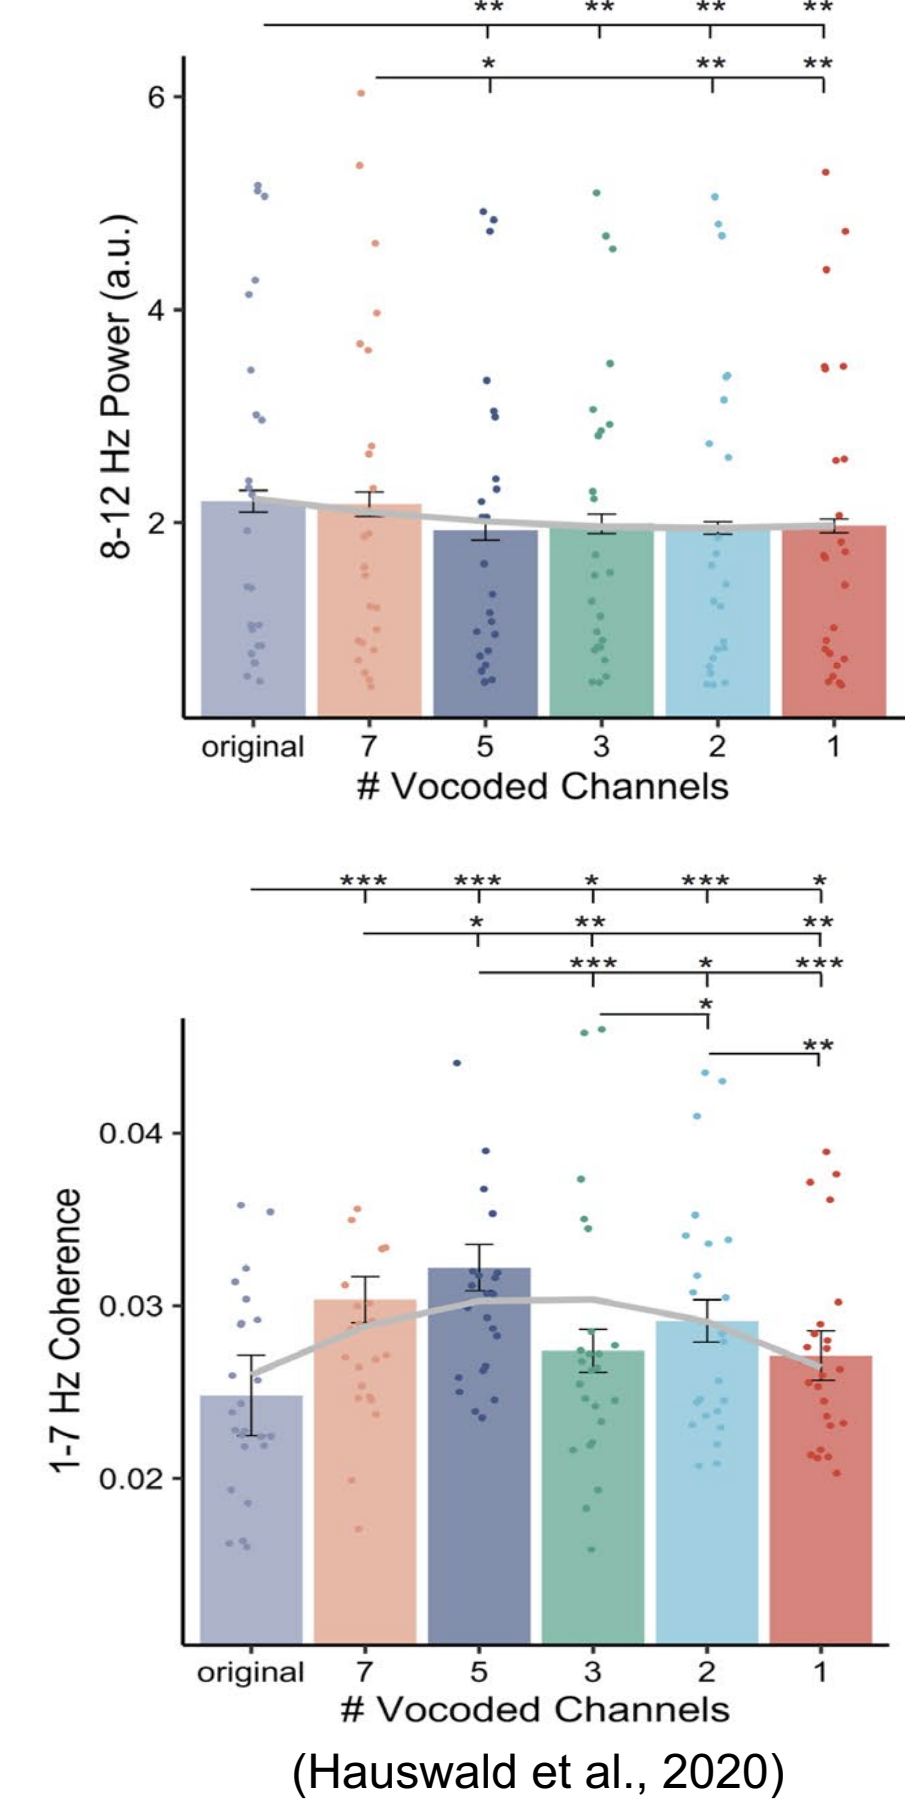 ** ** ** **
* ** **
8-12 Hz Power (a.u.)
6
4
2
original 7 5 3 2 1
# Vocoded Channels
*** *** * *** *
* ** **
*** * ***
*
**
1-7 Hz Coherence
0.04
0.03
0.02
original 7 5 3 2 1
# Vocoded Channels
(Hauswald et al., 2020)